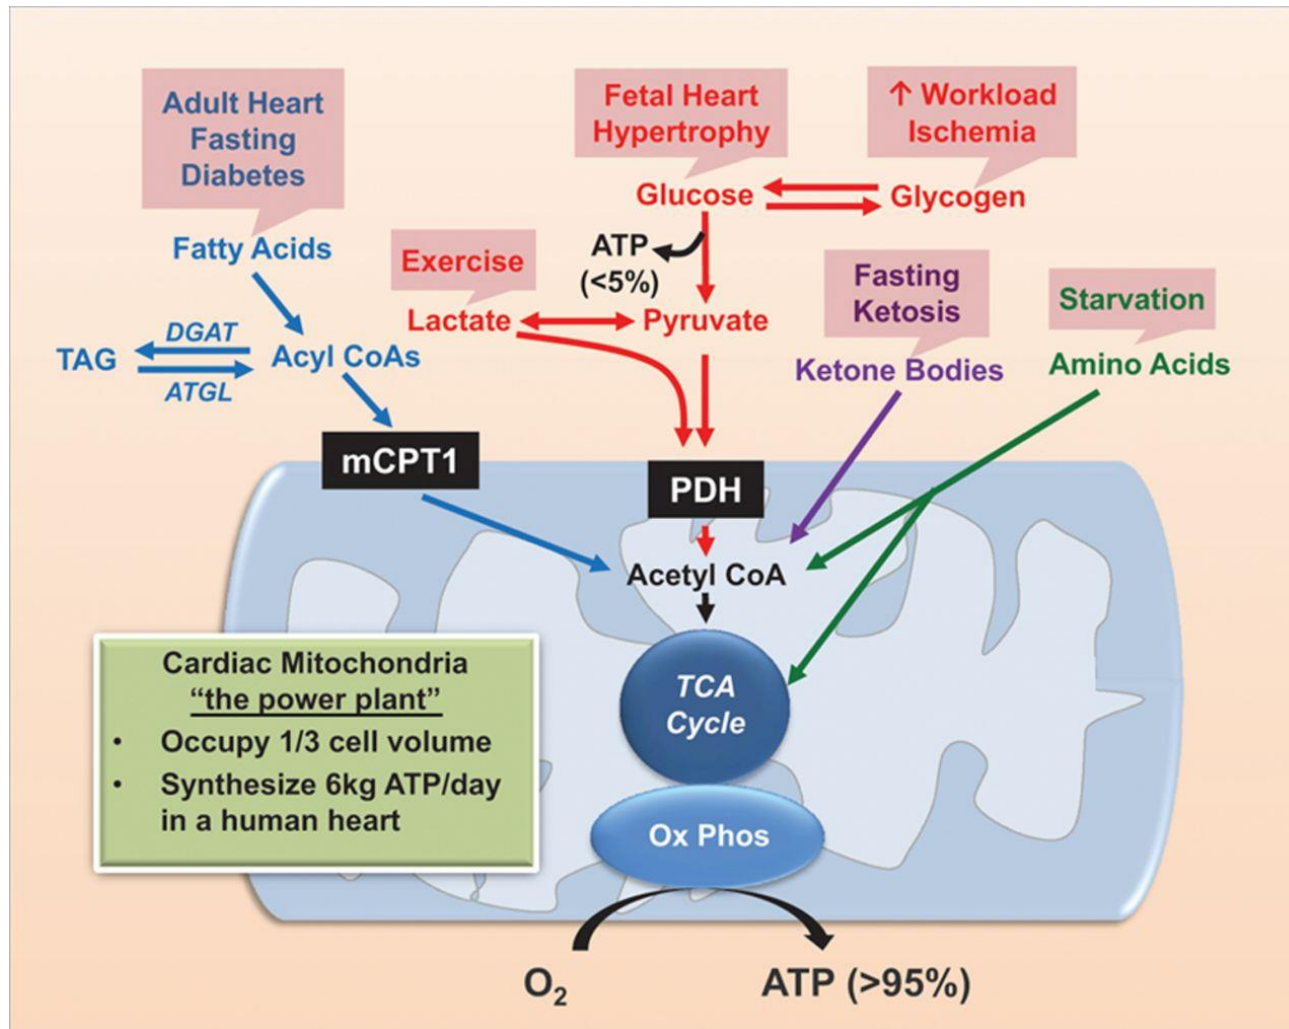 Adult Heart
Fasting
Diabetes
Fetal Heart
Hypertrophy
↑ Workload
Ischemia
Glucose
Glycogen
Fatty Acids
ATP
(<5%)
Exercise
Fasting
Ketosis
Starvation
Lactate
Pyruvate
TAG
DGAT
ATGL
Acyl CoAs
Ketone Bodies
Amino Acids
mCPT1
PDH
Acetyl CoA
TCA
Cycle
Cardiac Mitochondria
“the power plant”
• Occupy 1/3 cell volume
• Synthesize 6kg ATP/day
in a human heart
Ox Phos
O₂
ATP (>95%)